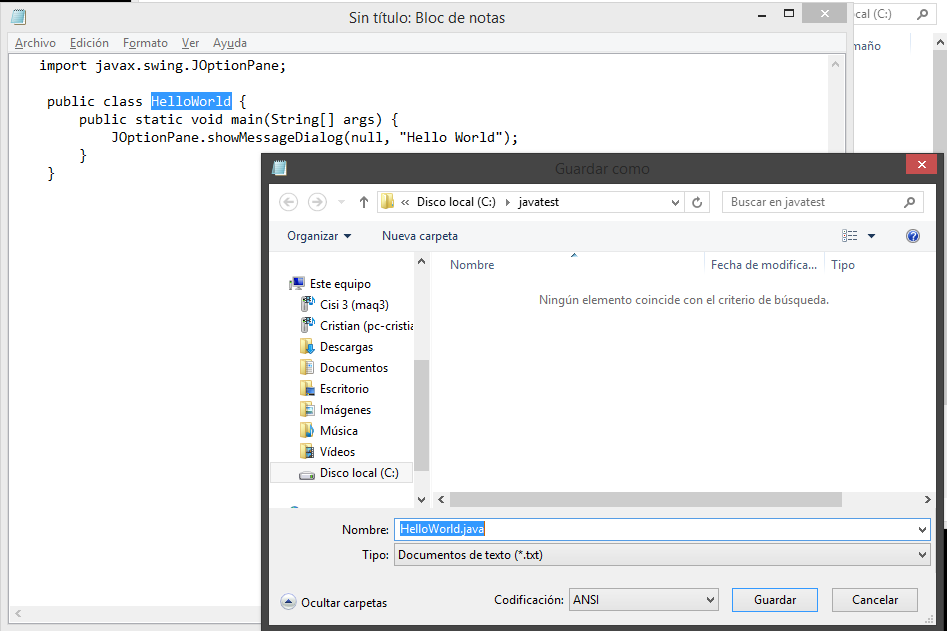 Sin título: Bloc de notas
cal (C:)
Archivo Edición Formato Ver Ayuda
maño
import javax.swing.JOptionPane;
public class HelloWorld {
public static void main(String[] args) {
JOptionPane.showMessageDialog(null, "Hello World");
}
}
Guardar como
« Disco local (C:) javatest
Buscar en javatest
Organizar Nueva carpeta
Nombre Fecha de modifica... Tipo
Ningún elemento coincide con el criterio de búsqueda.
Este equipo
Cisi 3 (maq3)
Cristian (pc-cristia
Descargas
Documentos
Escritorio
Imágenes
Música
Vídeos
Disco local (C:)
Nombre: HelloWorld.java
Tipo: Documentos de texto (*.txt)
Ocultar carpetas Codificación: ANSI Guardar Cancelar